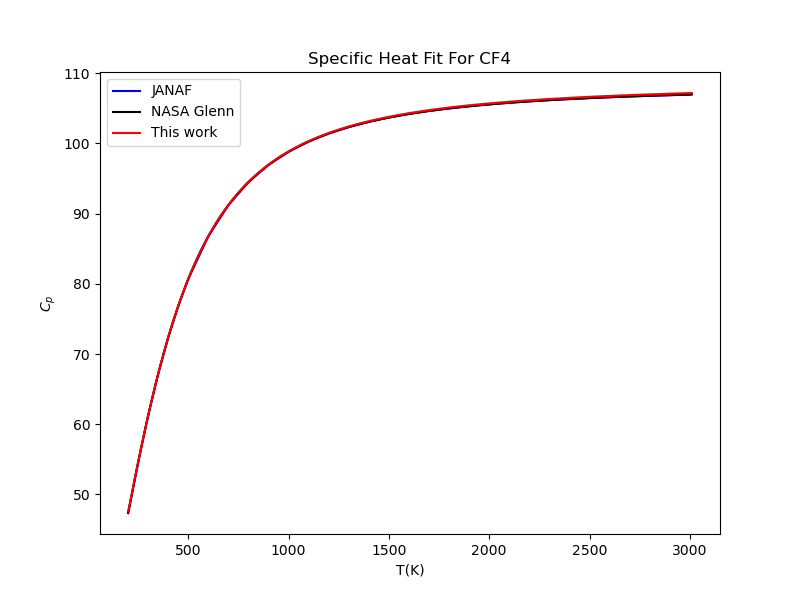 Specific Heat Fit For CF4
JANAF
NASA Glenn
This work
110
100
90
80
70
60
50
C_p
500 1000 1500 2000 2500 3000
T(K)